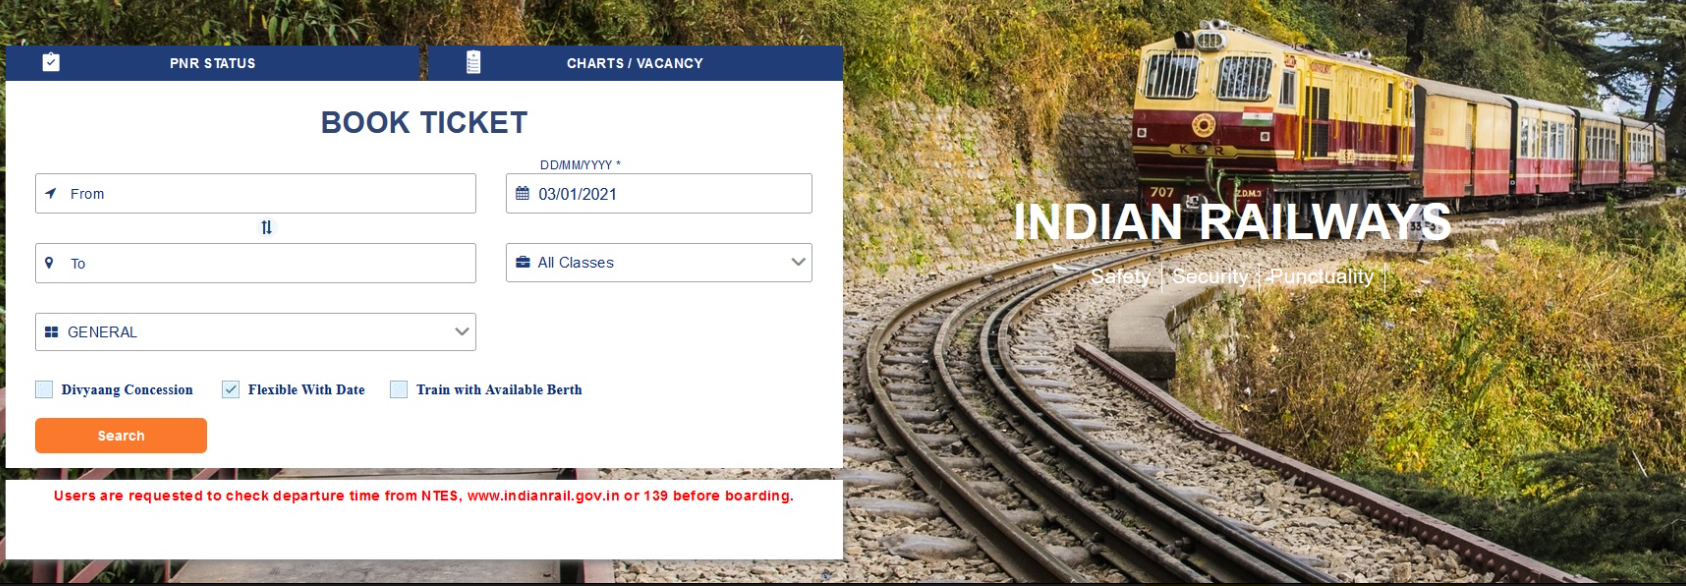 PNR STATUS
CHARTS / VACANCY
BOOK TICKET
DD/MM/YYYY *
From
03/01/2021
To
All Classes
GENERAL
Divyaang Concession
Flexible With Date
Train with Available Berth
Search
Users are requested to check departure time from NTES, www.indianrail.gov.in or 139 before boarding.
707
Z.D.M.3
INDIAN RAILWAYS
Safety | Security | Punctuality |